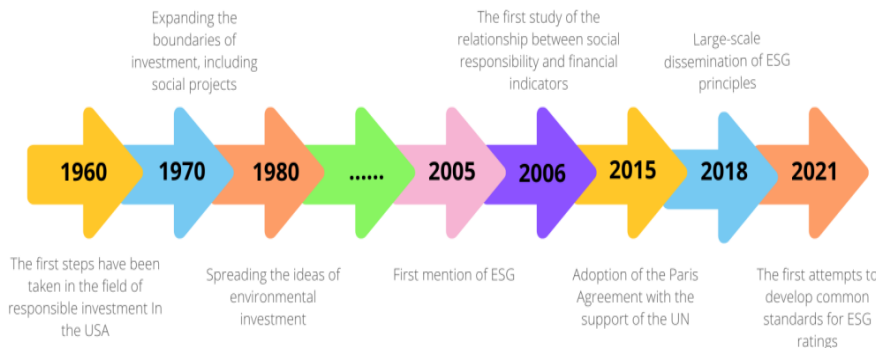 Expanding the
boundaries of
investment, including
social projects
The first study of the
relationship between social
responsibility and financial
indicators
Large-scale
dissemination of ESG
principles
1960
1970
1980
......
2005
2006
2015
2018
2021
The first steps have been
taken in the field of
responsible investment In
the USA
Spreading the ideas of
environmental
investment
First mention of ESG
Adoption of the Paris
Agreement with the
support of the UN
The first attempts to
develop common
standards for ESG
ratings